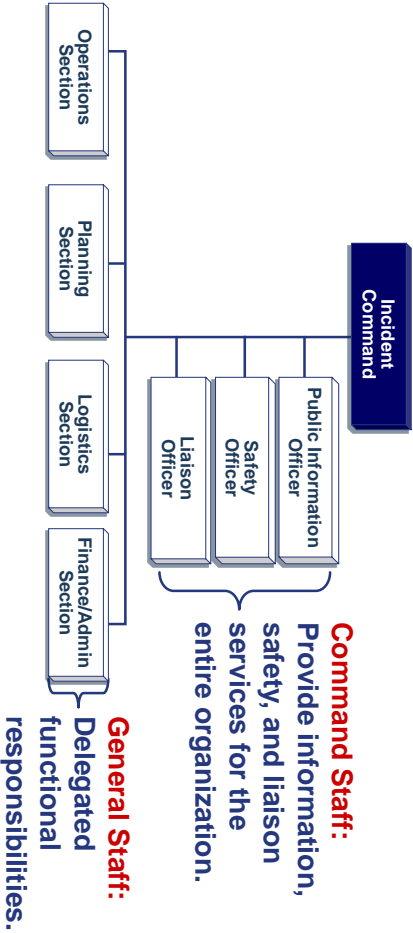 Incident
Command
Public Information
Officer
Safety
Officer
Liaison
Officer
Command Staff:
Provide information,
safety, and liaison
services for the
entire organization.
Operations
Section
Planning
Section
Logistics
Section
Finance/Admin
Section
General Staff:
Delegated
functional
responsibilities.